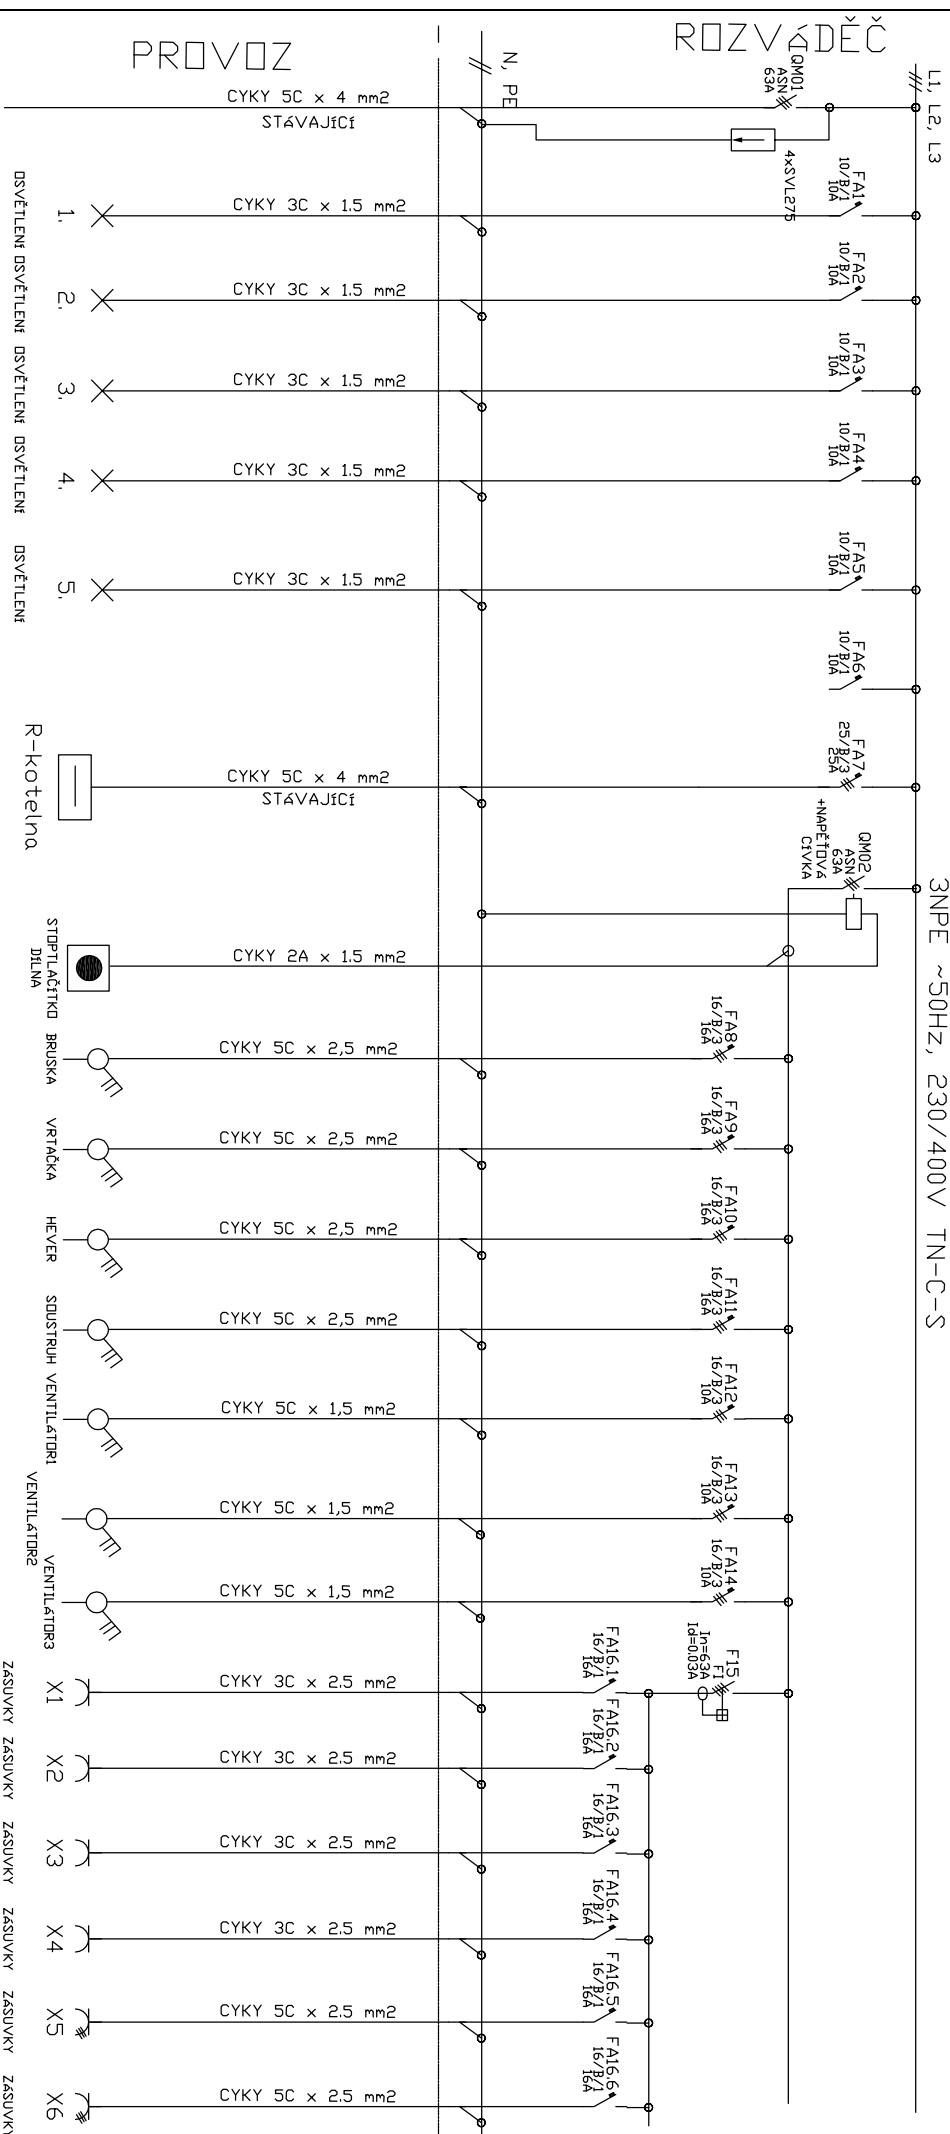 PROVOZ
ROZVÁDĚČ
L1, L2, L3
3NPE ~50Hz, 230/400V TN-C-S
N, PE
QM01
ASN
63A
4xSVL275
CYKY 5C x 4 mm2
STÁVAJÍCÍ
FA1
10/B/1
10A
CYKY 3C x 1.5 mm2
1.
OSVĚTLENÍ
FA2
10/B/1
10A
CYKY 3C x 1.5 mm2
2.
OSVĚTLENÍ
FA3
10/B/1
10A
CYKY 3C x 1.5 mm2
3.
OSVĚTLENÍ
FA4
10/B/1
10A
CYKY 3C x 1.5 mm2
4.
OSVĚTLENÍ
FA5
10/B/1
10A
CYKY 3C x 1.5 mm2
5.
OSVĚTLENÍ
FA6
10/B/1
10A
FA7
25/B/3
25A
CYKY 5C x 4 mm2
STÁVAJÍCÍ
R-kotelna
QM02
ASN
63A
+NAPĚŤOVÁ
CÍVKA
CYKY 2A x 1.5 mm2
STOPTLAČÍTKO
DÍLNA
FA8
16/B/3
16A
CYKY 5C x 2,5 mm2
BRUSKA
FA9
16/B/3
16A
CYKY 5C x 2,5 mm2
VRTAČKA
FA10
16/B/3
16A
CYKY 5C x 2,5 mm2
HEVER
FA11
16/B/3
16A
CYKY 5C x 2,5 mm2
SOUSTRUH
FA12
16/B/3
10A
CYKY 5C x 1,5 mm2
VENTILÁTOR1
FA13
16/B/3
10A
CYKY 5C x 1,5 mm2
VENTILÁTOR2
FA14
16/B/3
10A
CYKY 5C x 1,5 mm2
VENTILÁTOR3
F15
FI
In=63A
Id=0.03A
FA16.1
16/B/1
16A
CYKY 3C x 2.5 mm2
X1
ZÁSUVKY
FA16.2
16/B/1
16A
CYKY 3C x 2.5 mm2
X2
ZÁSUVKY
FA16.3
16/B/1
16A
CYKY 3C x 2.5 mm2
X3
ZÁSUVKY
FA16.4
16/B/1
16A
CYKY 3C x 2.5 mm2
X4
ZÁSUVKY
FA16.5
16/B/1
16A
CYKY 5C x 2.5 mm2
X5
ZÁSUVKY
FA16.6
16/B/1
16A
CYKY 5C x 2.5 mm2
X6
ZÁSUVKY